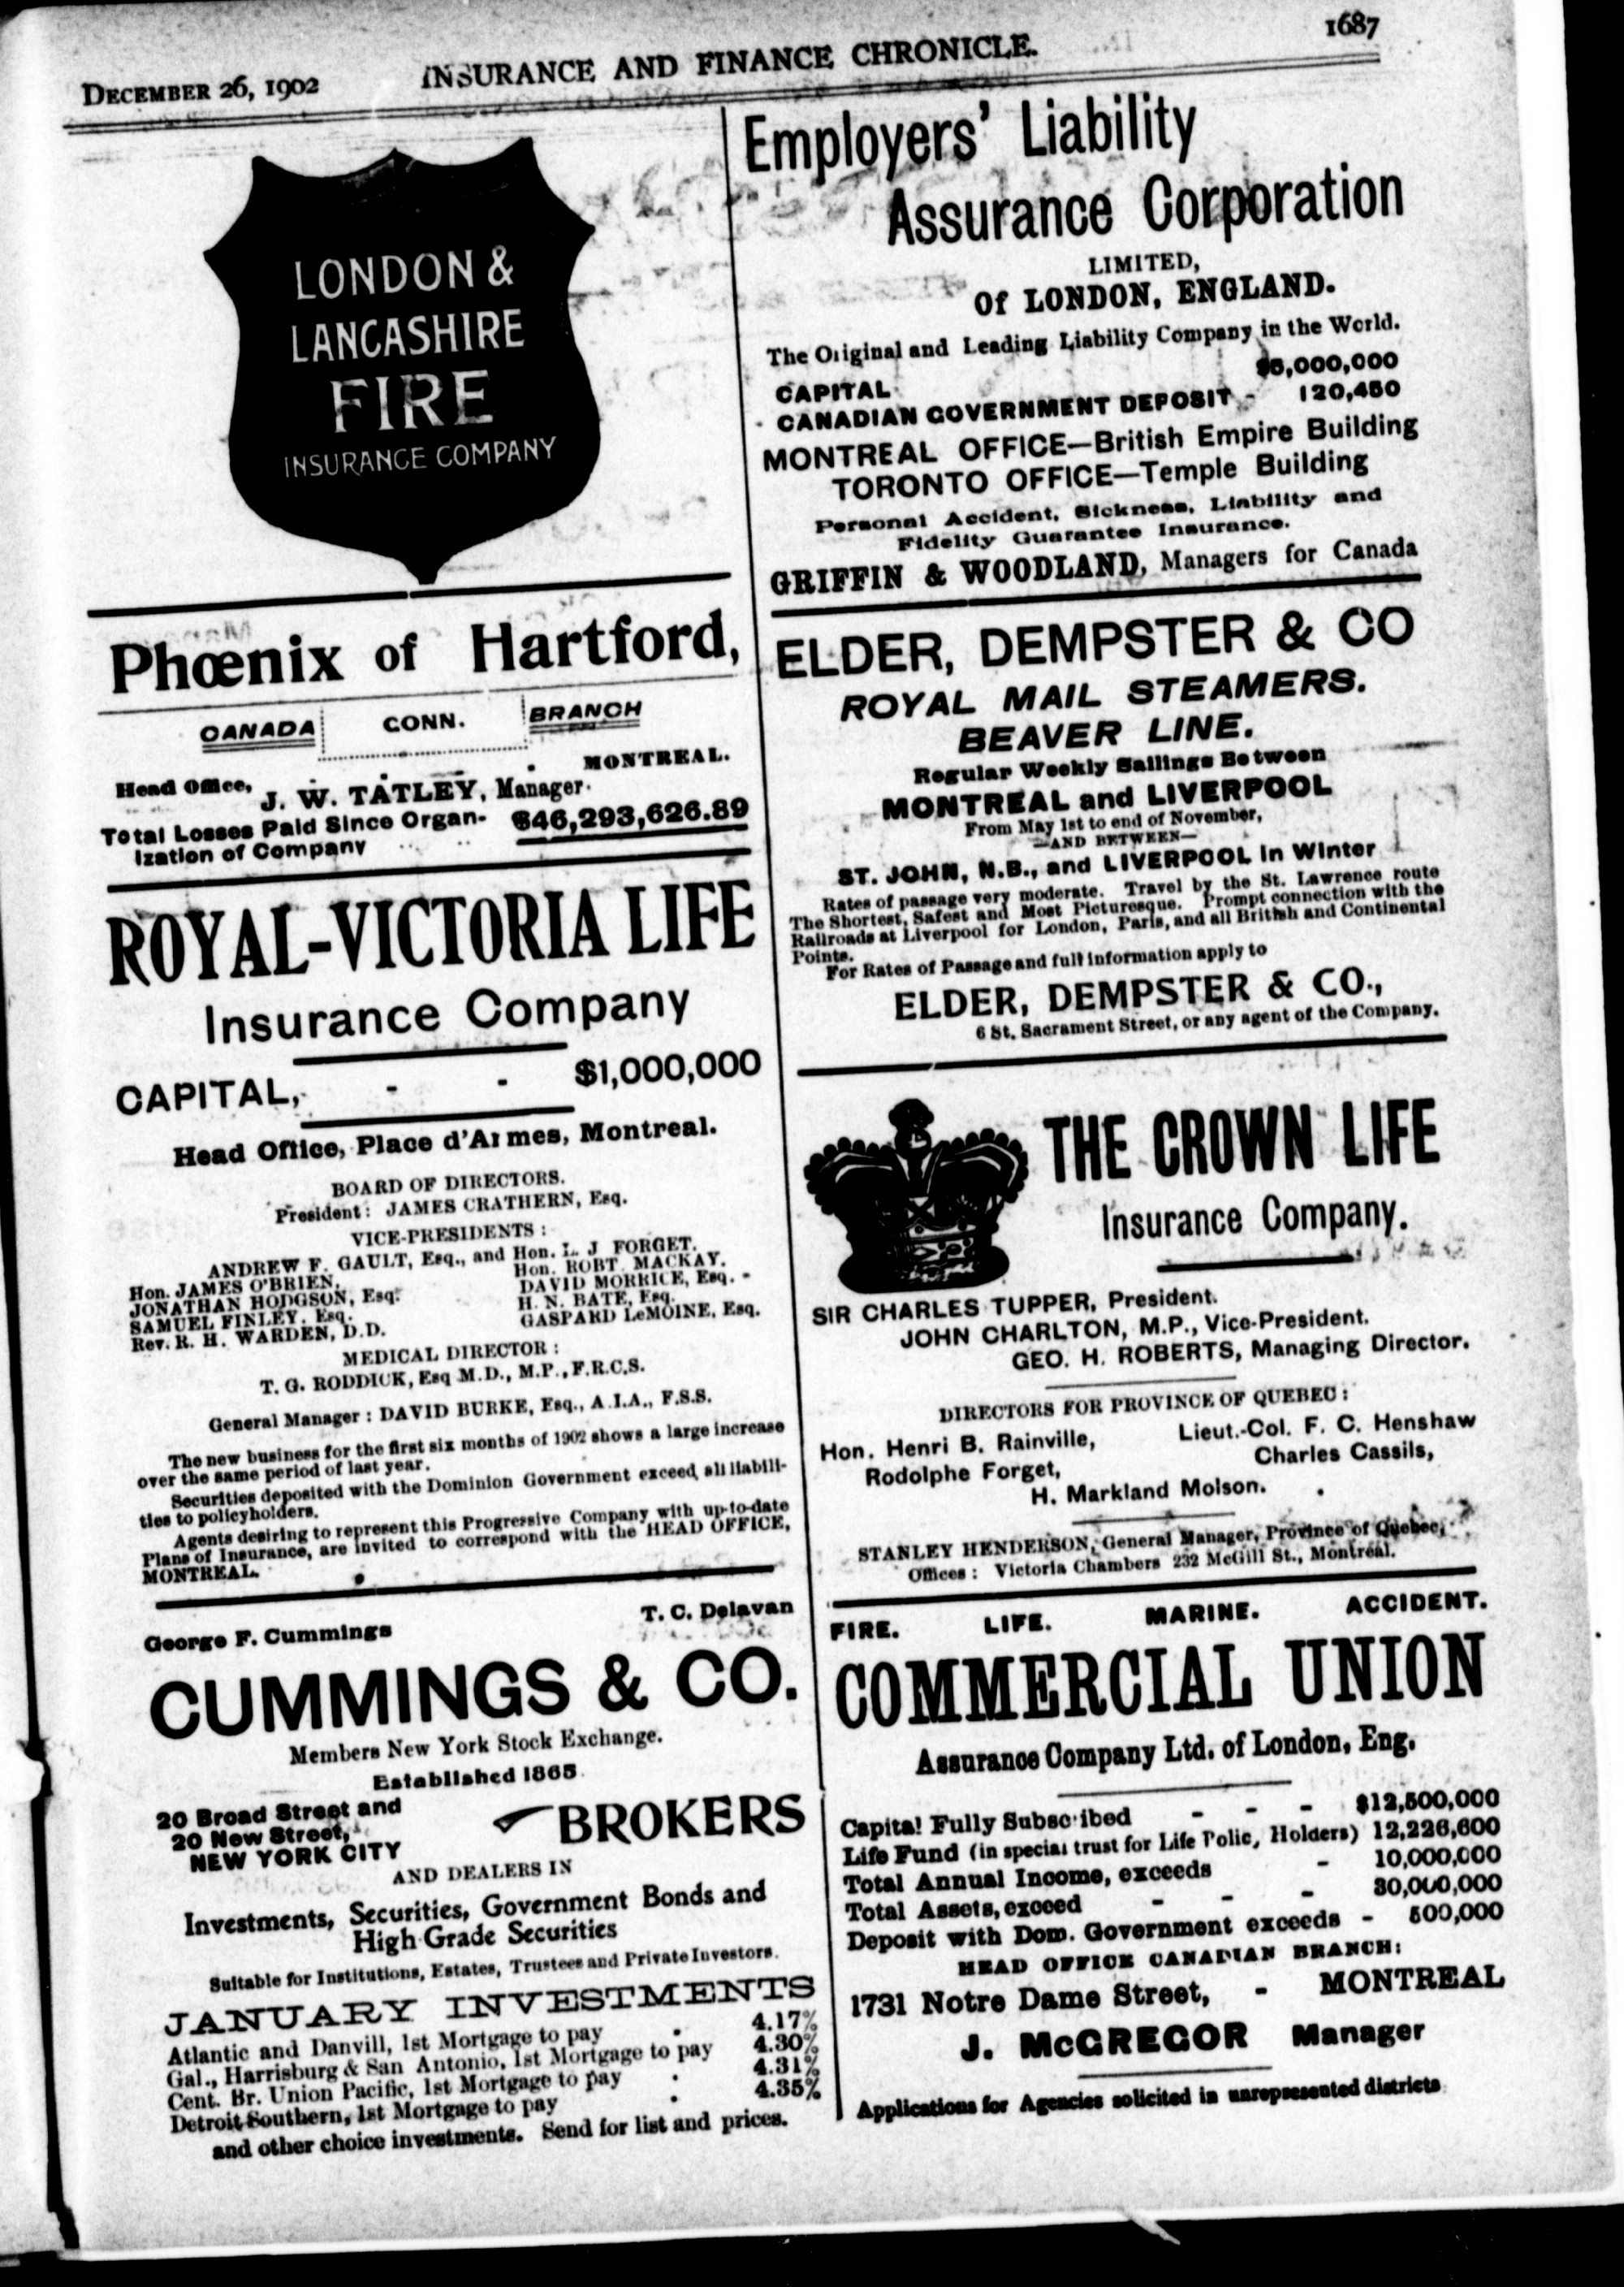 DECEMBER 26, 1902
INSURANCE AND FINANCE CHRONICLE.
1687
LONDON &
LANCASHIRE
FIRE
INSURANCE COMPANY
Phœnix of Hartford,
CANADA CONN. BRANCH
Head Office, . . . MONTREAL.
J. W. TATLEY, Manager.
Total Losses Paid Since Organ-
ization of Company $46,293,626.89
ROYAL-VICTORIA LIFE
Insurance Company
CAPITAL, - - $1,000,000
Head Office, Place d'Armes, Montreal.
BOARD OF DIRECTORS.
President: JAMES CRATHERN, Esq.
VICE-PRESIDENTS :
ANDREW F. GAULT, Esq., and Hon. L. J FORGET.
Hon. JAMES O'BRIEN, Hon. ROBT MACKAY.
JONATHAN HODGSON, Esq. DAVID MORRICE, Esq.
SAMUEL FINLEY, Esq. H. N. BATE, Esq.
Rev. R. H. WARDEN, D.D. GASPARD LeMOINE, Esq.
MEDICAL DIRECTOR :
T. G. RODDICK, Esq M.D., M.P., F.R.C.S.
General Manager : DAVID BURKE, Esq., A.I.A., F.S.S.
The new business for the first six months of 1902 shows a large increase
over the same period of last year.
Securities deposited with the Dominion Government exceed all liabili-
ties to policyholders.
Agents desiring to represent this Progressive Company with up-to-date
Plans of Insurance, are invited to correspond with the HEAD OFFICE,
MONTREAL.
George F. Cummings T. C. Delavan
CUMMINGS & CO.
Members New York Stock Exchange.
Established 1865.
20 Broad Street and
20 New Street,
NEW YORK CITY
BROKERS
AND DEALERS IN
Investments, Securities, Government Bonds and
High Grade Securities
Suitable for Institutions, Estates, Trustees and Private Investors.
JANUARY INVESTMENTS
Atlantic and Danvill, 1st Mortgage to pay . 4.17%
Gal., Harrisburg & San Antonio, 1st Mortgage to pay 4.30%
Cent. Br. Union Pacific, 1st Mortgage to pay . 4.31%
Detroit Southern, 1st Mortgage to pay . 4.35%
and other choice investments. Send for list and prices.
Employers' Liability
Assurance Corporation
LIMITED,
Of LONDON, ENGLAND.
The Original and Leading Liability Company in the World.
CAPITAL ,000,000
CANADIAN GOVERNMENT DEPOSIT - 120,450
MONTREAL OFFICE—British Empire Building
TORONTO OFFICE—Temple Building
Personal Accident, Sickness, Liability and
Fidelity Guarantee Insurance.
GRIFFIN & WOODLAND, Managers for Canada
ELDER, DEMPSTER & CO
ROYAL MAIL STEAMERS.
BEAVER LINE.
Regular Weekly Sailings Between
MONTREAL and LIVERPOOL
From May 1st to end of November,
—AND BETWEEN—
ST. JOHN, N.B., and LIVERPOOL in Winter
Rates of passage very moderate. Travel by the St. Lawrence route
The Shortest, Safest and Most Picturesque. Prompt connection with the
Railroads at Liverpool for London, Paris, and all British and Continental
Points.
For Rates of Passage and full information apply to
ELDER, DEMPSTER & CO.,
6 St. Sacrament Street, or any agent of the Company.
THE CROWN LIFE
Insurance Company.
SIR CHARLES TUPPER, President.
JOHN CHARLTON, M.P., Vice-President.
GEO. H. ROBERTS, Managing Director.
DIRECTORS FOR PROVINCE OF QUEBEC :
Hon. Henri B. Rainville, Lieut.-Col. F. C. Henshaw
Rodolphe Forget, Charles Cassils,
H. Markland Molson.
STANLEY HENDERSON, General Manager, Province of Quebec,
Offices : Victoria Chambers 232 McGill St., Montreal.
FIRE. LIFE. MARINE. ACCIDENT.
COMMERCIAL UNION
Assurance Company Ltd. of London, Eng.
Capital Fully Subscribed - - - $12,500,000
Life Fund (in special trust for Life Policy Holders) 12,226,600
Total Annual Income, exceeds - 10,000,000
Total Assets, exceed - - - 30,000,000
Deposit with Dom. Government exceeds - 500,000
HEAD OFFICE CANADIAN BRANCH:
1731 Notre Dame Street, - MONTREAL
J. McGREGOR Manager
Applications for Agencies solicited in unrepresented districts